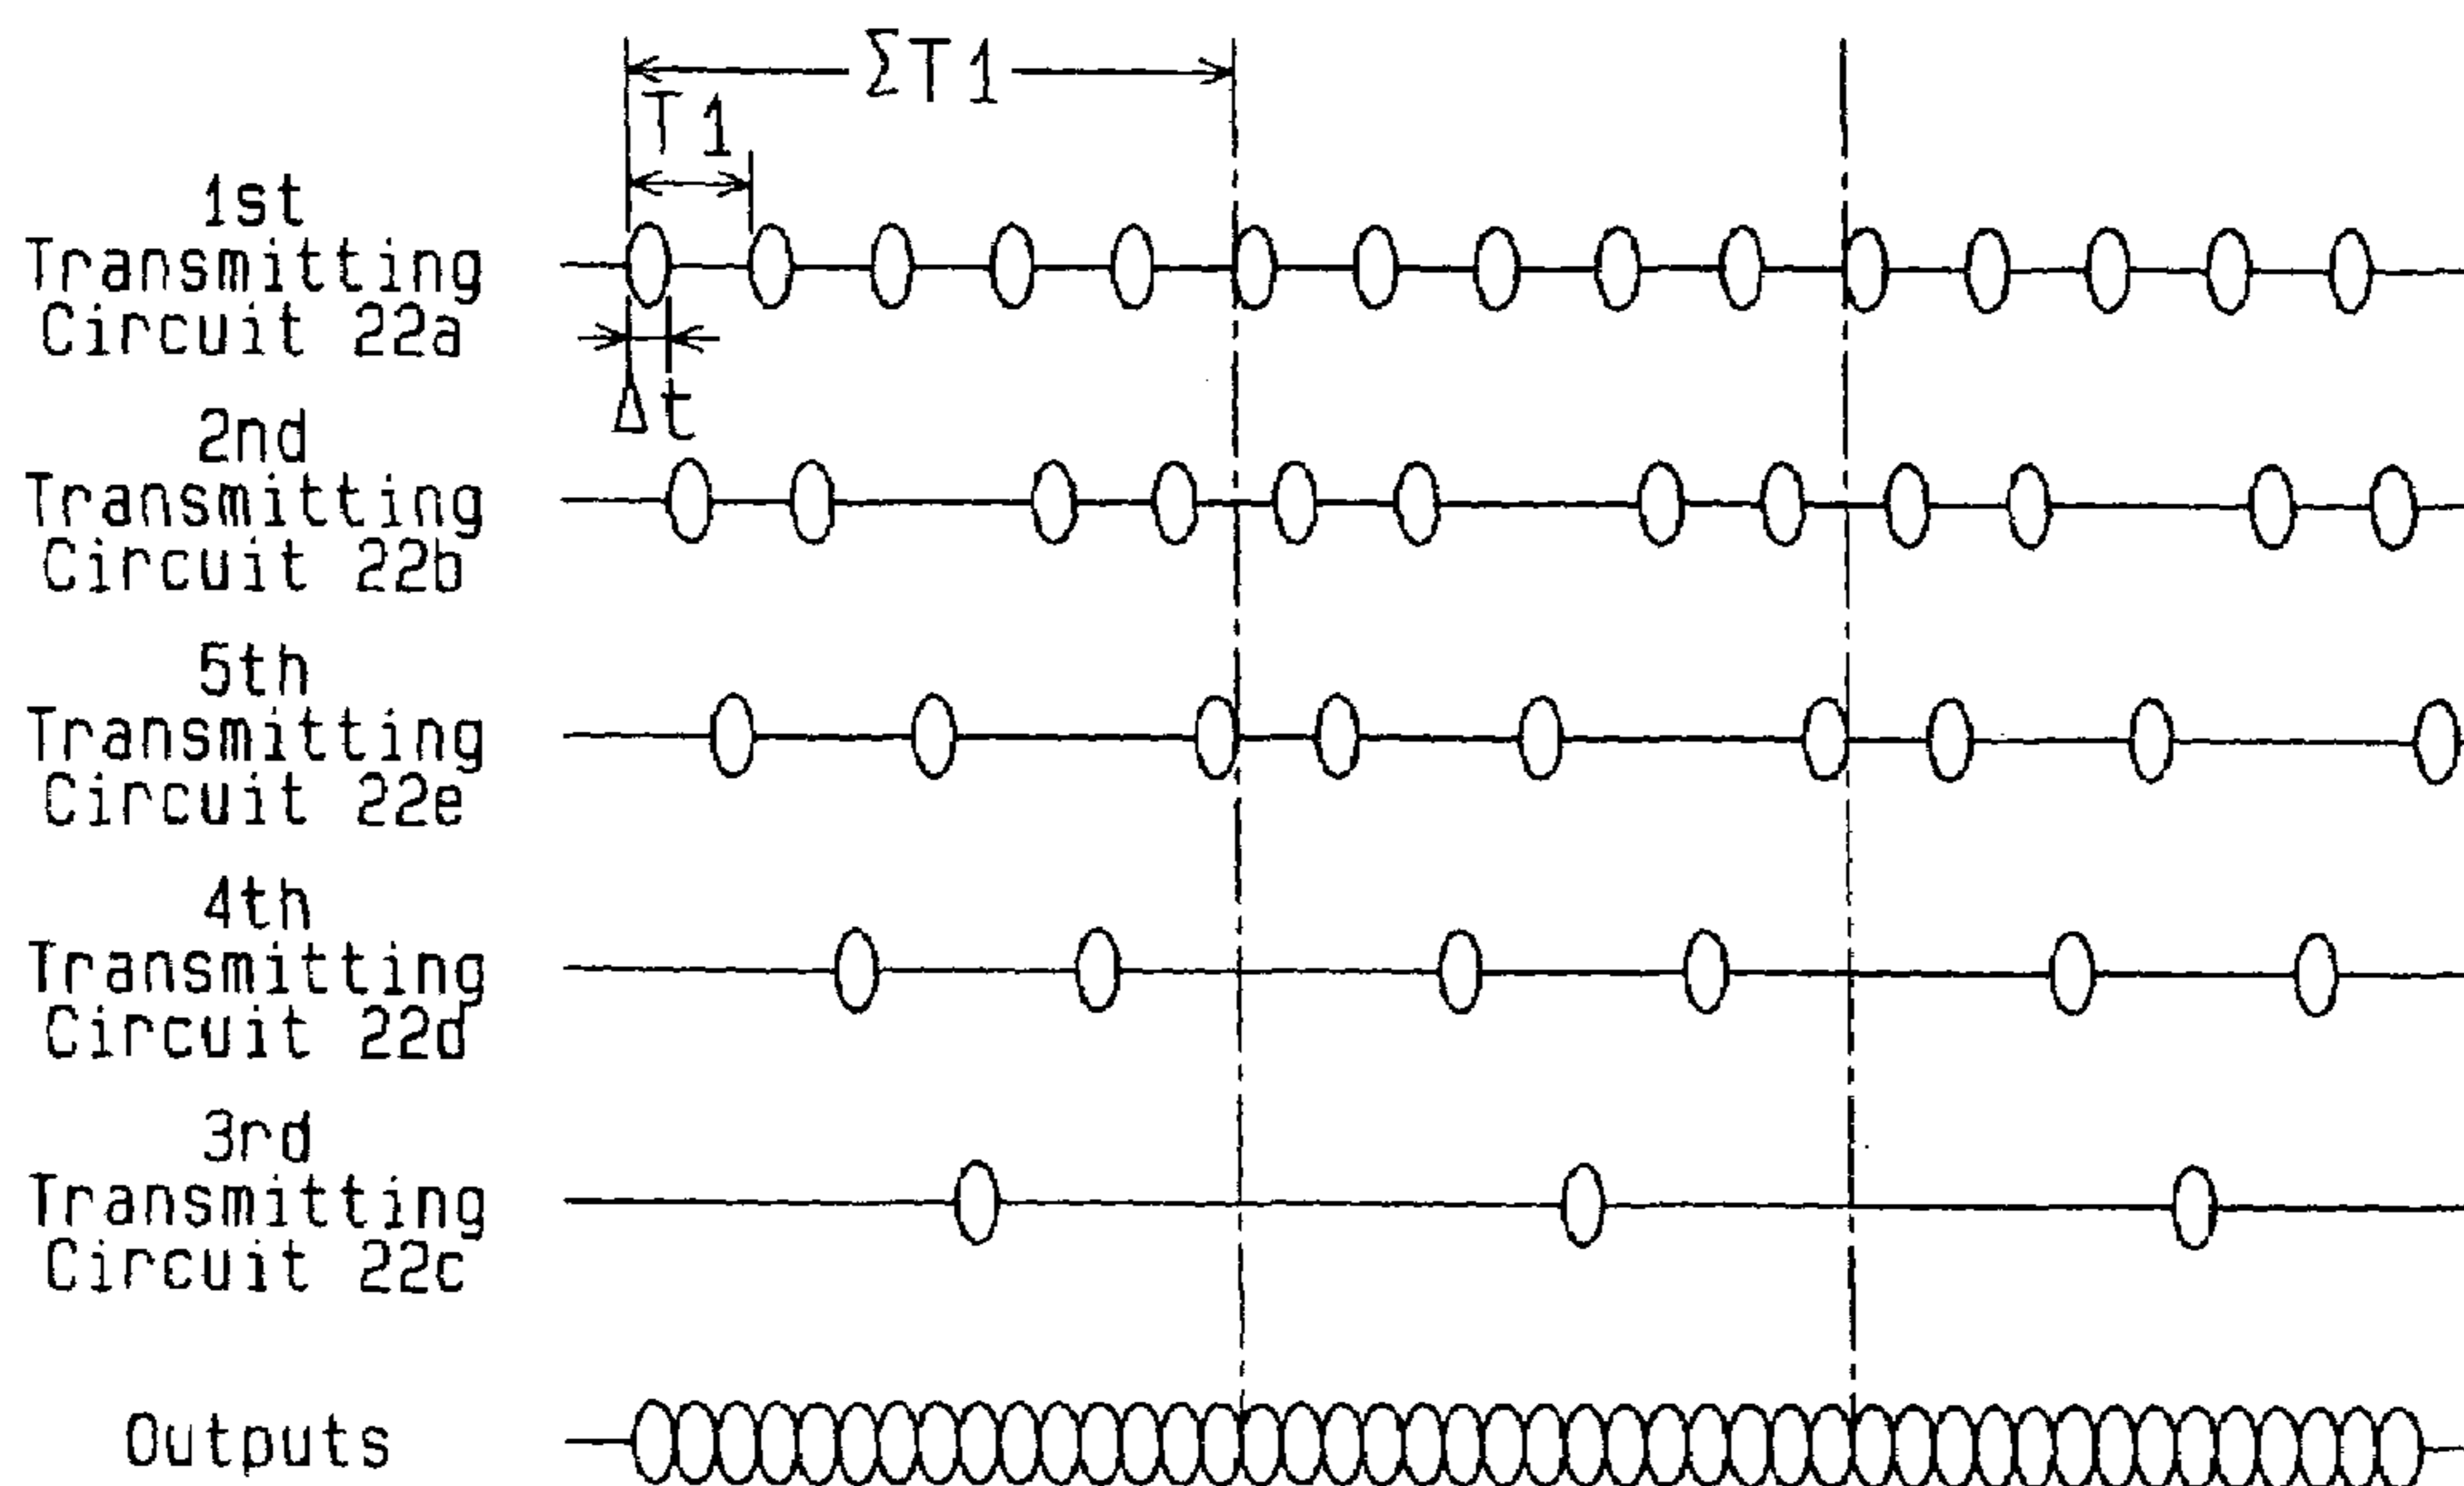 ΣT1
T1
1st
Transmitting
Circuit 22a
Δt
2nd
Transmitting
Circuit 22b
5th
Transmitting
Circuit 22e
4th
Transmitting
Circuit 22d
3rd
Transmitting
Circuit 22c
Outputs